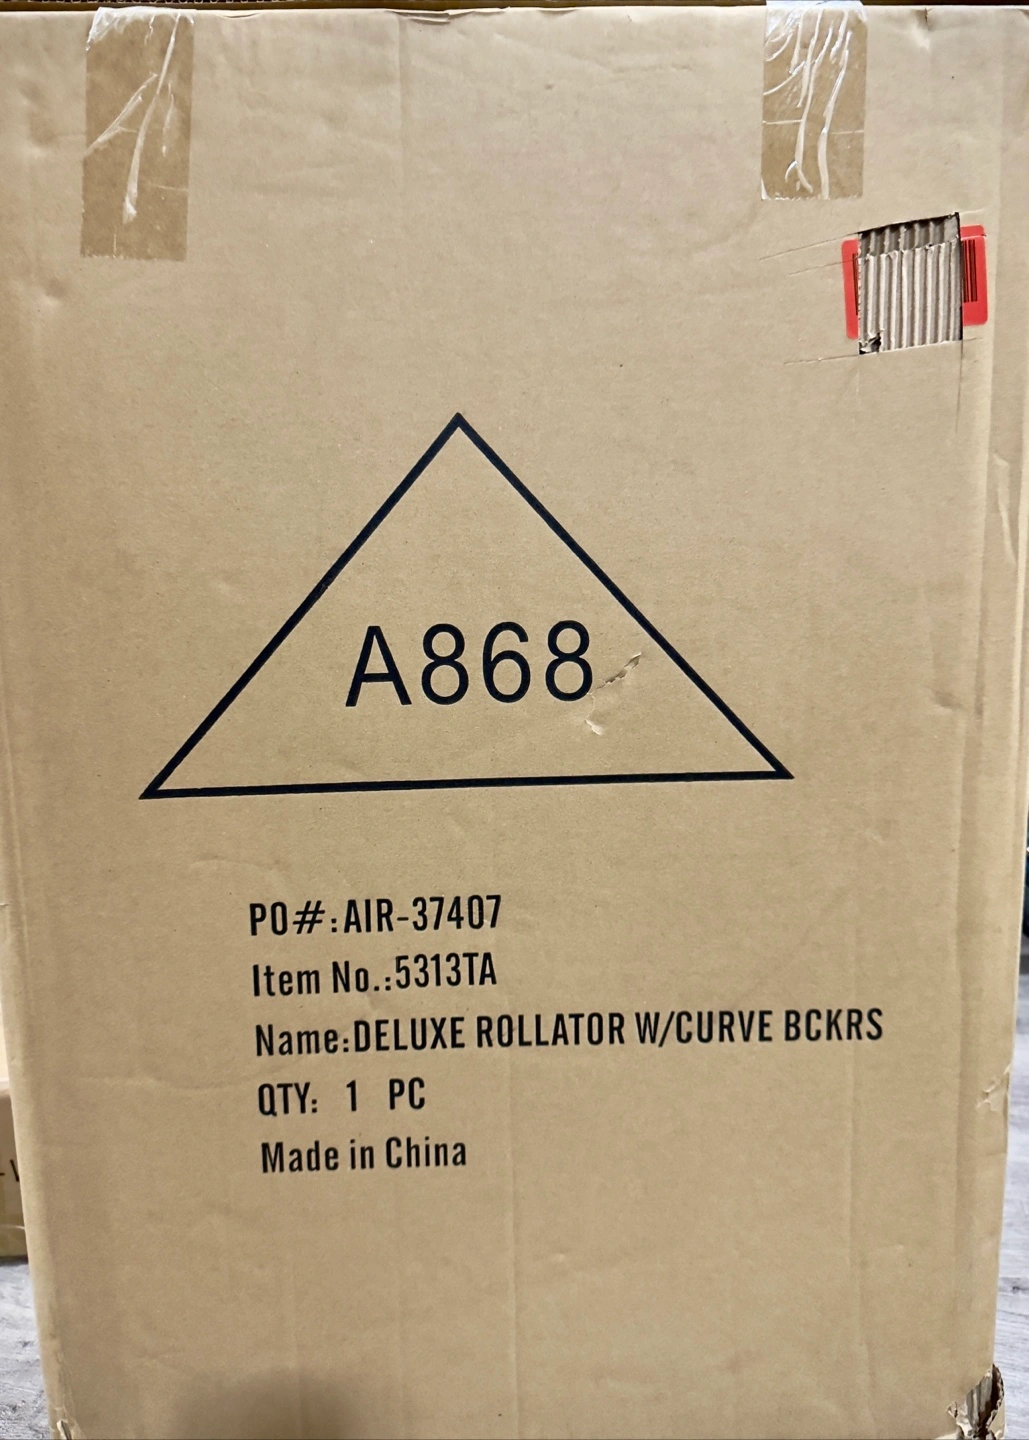 A868
PO#:AIR-37407
Item No.:5313TA
Name:DELUXE ROLLATOR W/CURVE BCKRS
QTY: 1 PC
Made in China